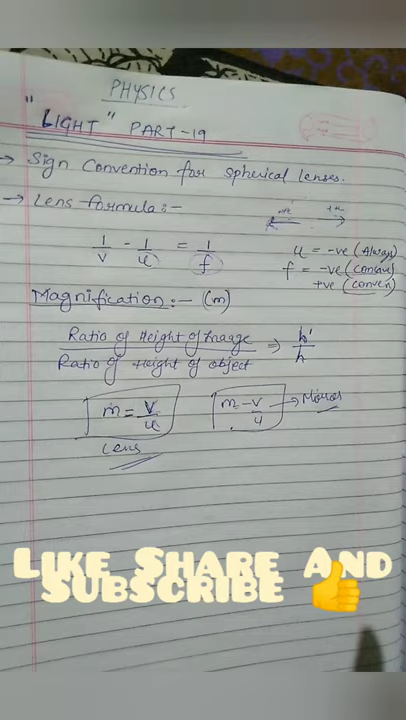 PHYSICS
"LIGHT" PART-19
→ Sign Convention for Spherical lenses.
→ Lens formula:-
-ve +ve
1/v - 1/u = 1/f
u = -ve (Always)
f = -ve (concave)
+ve (convex)
Magnification:- (m)
Ratio of Height of Image / Ratio of Height of object ⇒ h'/h
m = v/u
m -v/u → Mirror
Lens
LIKE SHARE AND
SUBSCRIBE 👍